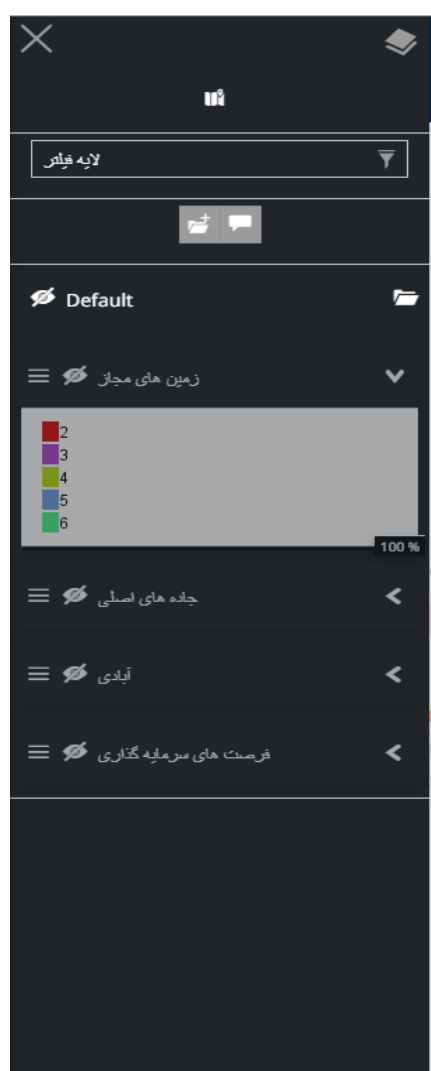 لایه فیلتر
Default
زمین های مجاز
2
3
4
5
6
100 %
جاده های اصلی
آبادی
فرصت های سرمایه گذاری